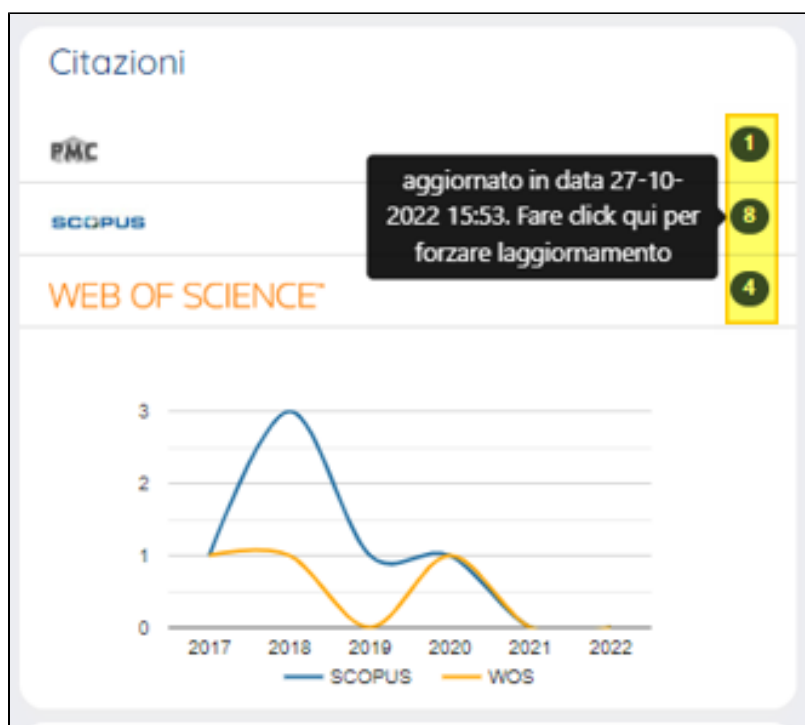 Citazioni
PMC
1
aggiornato in data 27-10-
2022 15:53. Fare click qui per
forzare laggiornamento
SCOPUS
8
WEB OF SCIENCE™
4
3
2
1
0
2017 2018 2019 2020 2021 2022
SCOPUS WOS